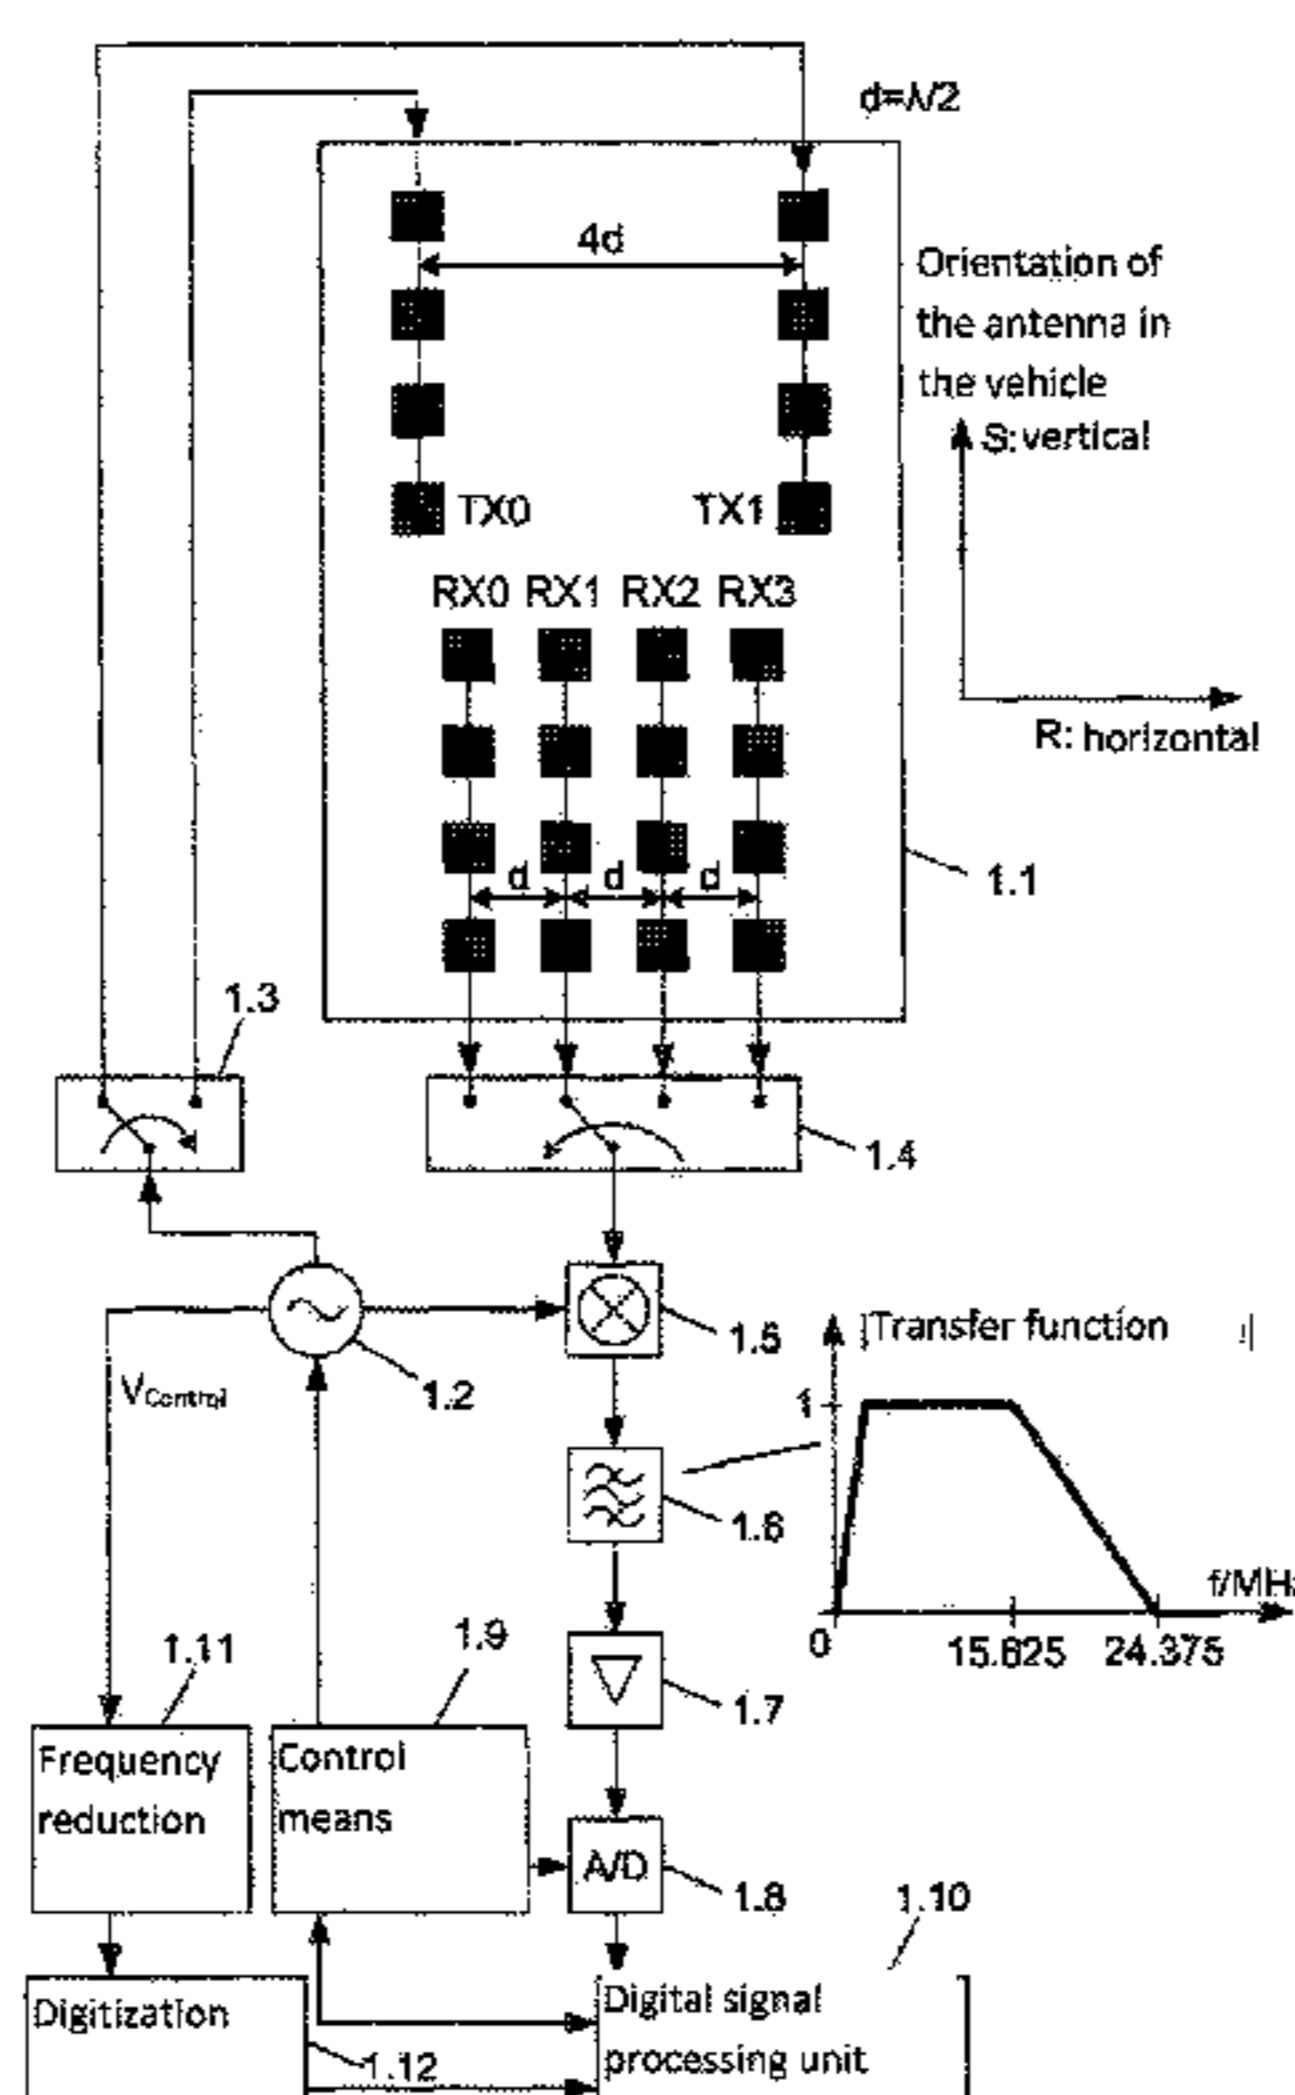 d=λ/2
4d
Orientation of
the antenna in
the vehicle
S: vertical
R: horizontal
TX0 TX1
RX0 RX1 RX2 RX3
d d d
1.1
1.3
1.4
1.5
1.2
VControl
|Transfer function |
1
1.6
f/MHz
0 15.625 24.375
1.7
1.11
1.9
Frequency
reduction
Control
means
A/D
1.8
1.10
Digitization
1.12
Digital signal
processing unit